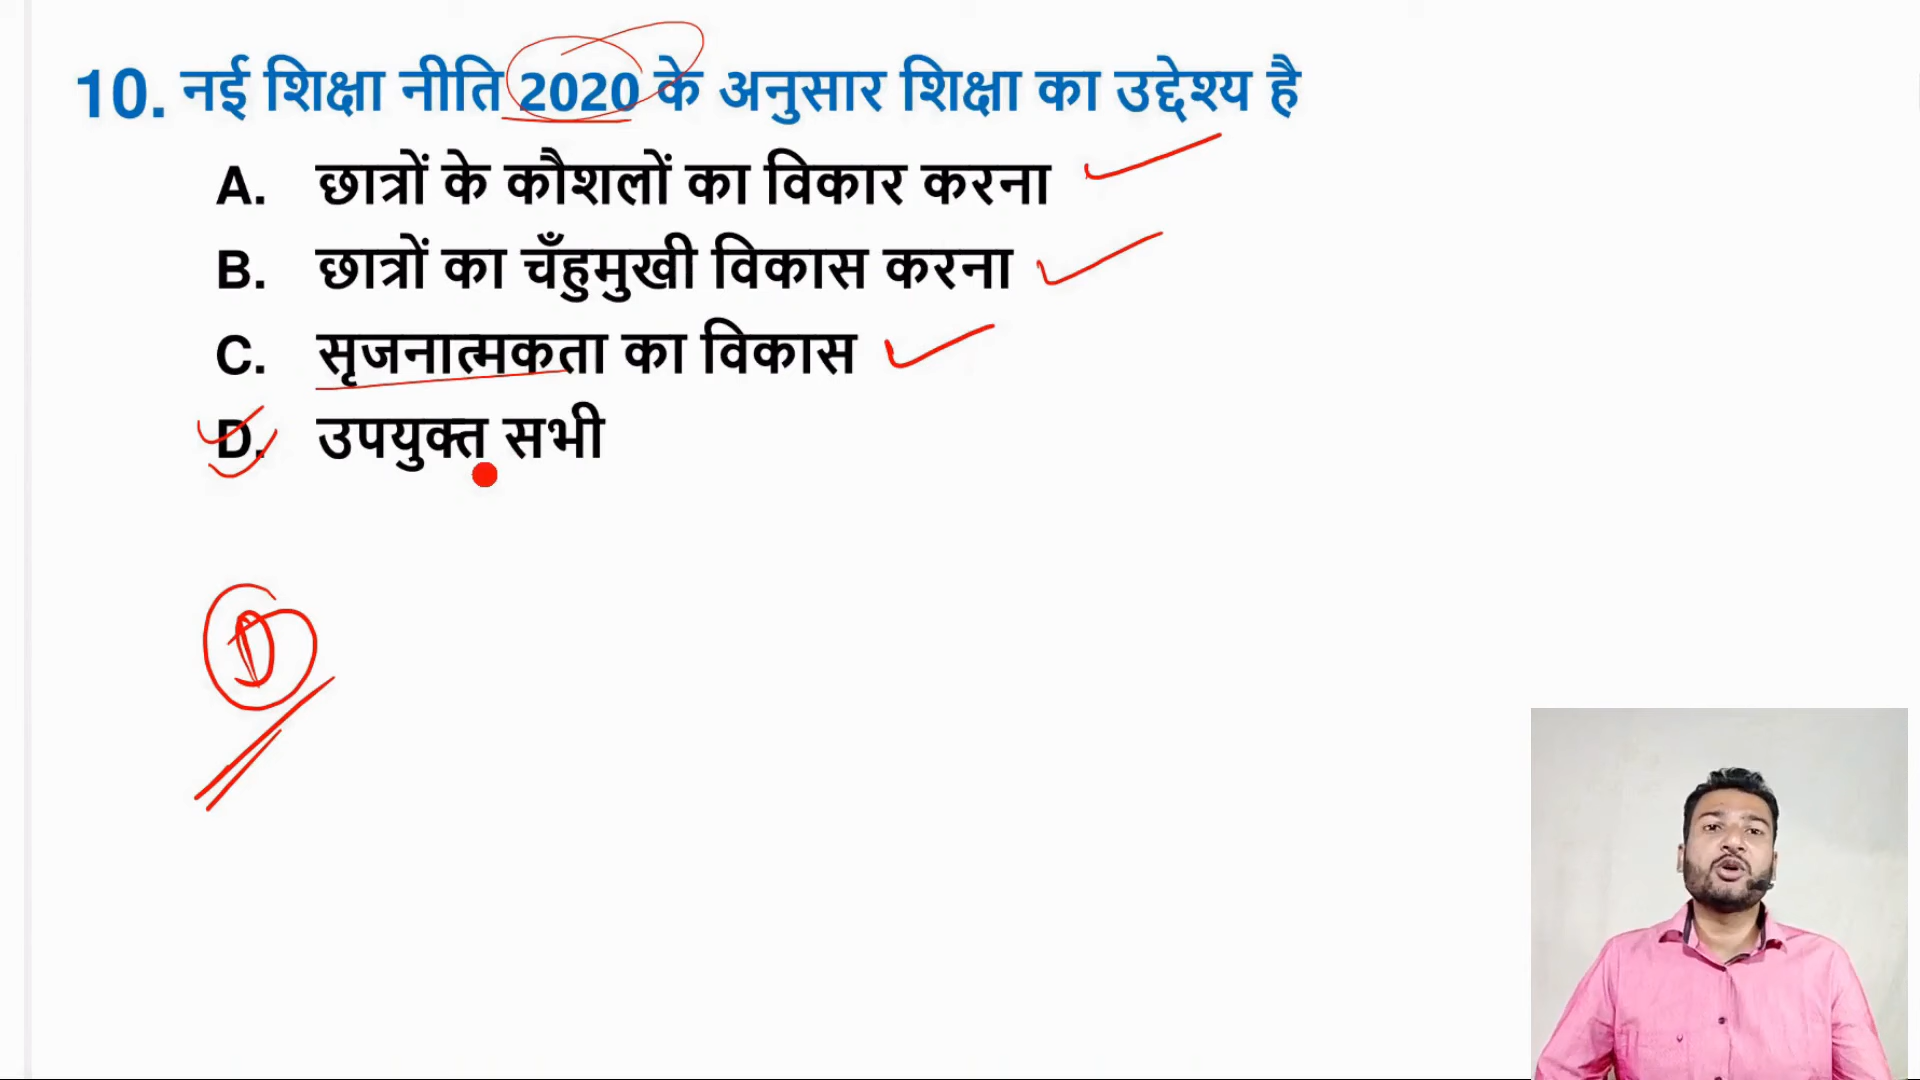 10. नई शिक्षा नीति 2020 के अनुसार शिक्षा का उद्देश्य है
A. छात्रों के कौशलों का विकार करना
B. छात्रों का चँहुमुखी विकास करना
C. सृजनात्मकता का विकास
D. उपयुक्त सभी
D